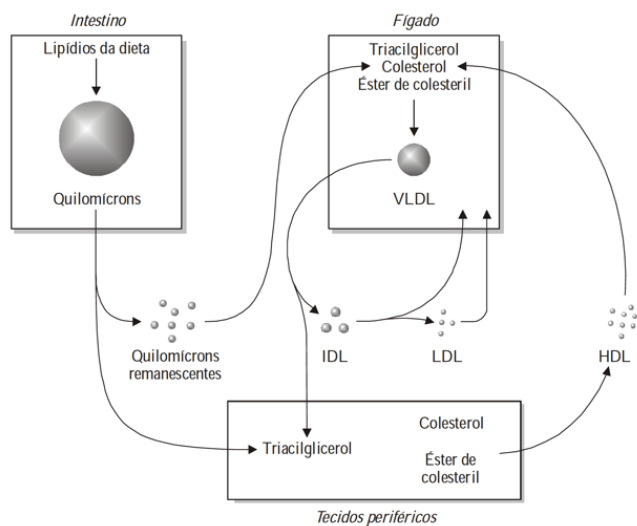 Intestino
Lipídios da dieta
Quilomícrons
Fígado
Triacilglicerol
Colesterol
Éster de colesteril
VLDL
Quilomícrons
remanescentes
IDL
LDL
HDL
Triacilglicerol
Colesterol
Éster de
colesteril
Tecidos periféricos